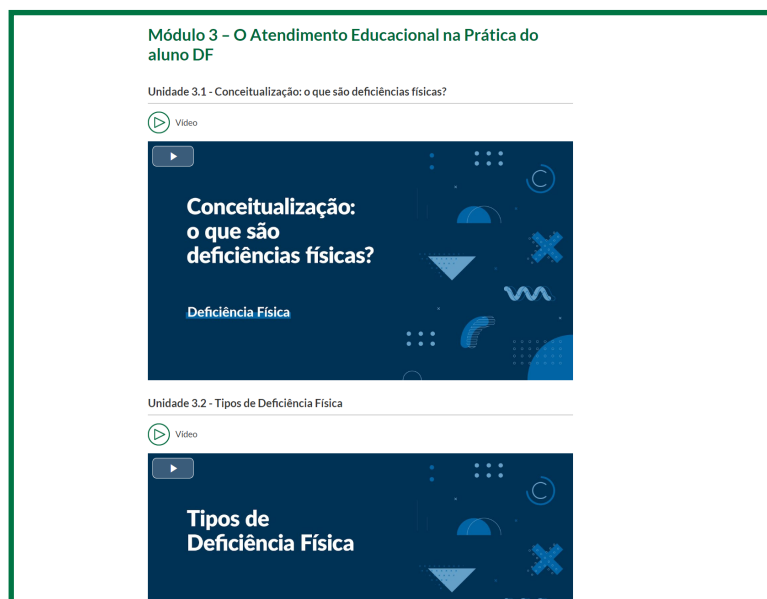 Módulo 3 – O Atendimento Educacional na Prática do
aluno DF
Unidade 3.1 - Conceitualização: o que são deficiências físicas?
Vídeo
Conceitualização:
o que são
deficiências físicas?
Deficiência Física
Unidade 3.2 - Tipos de Deficiência Física
Vídeo
Tipos de
Deficiência Física